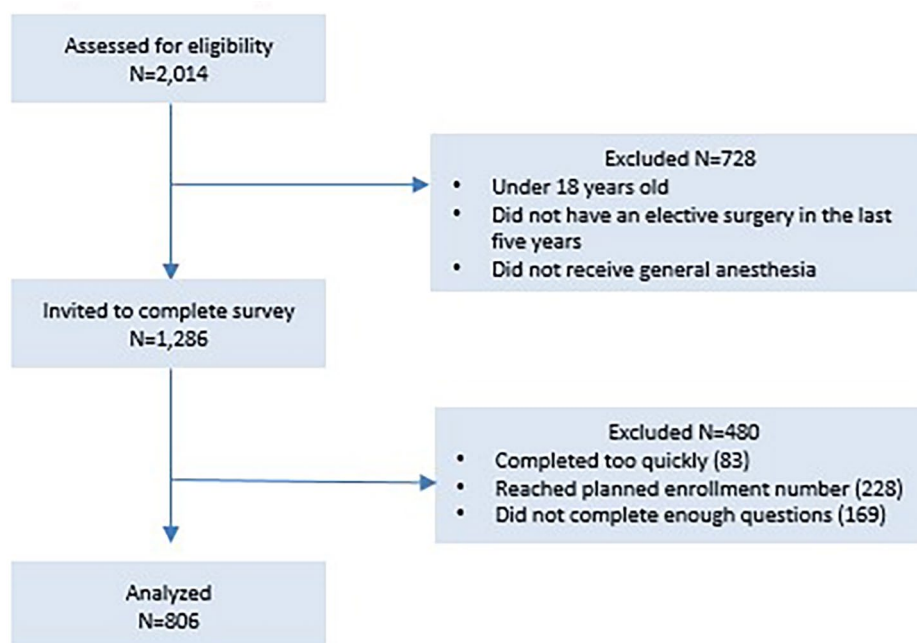 Assessed for eligibility
N=2,014
Excluded N=728
• Under 18 years old
• Did not have an elective surgery in the last
five years
• Did not receive general anesthesia
Invited to complete survey
N=1,286
Excluded N=480
• Completed too quickly (83)
• Reached planned enrollment number (228)
• Did not complete enough questions (169)
Analyzed
N=806